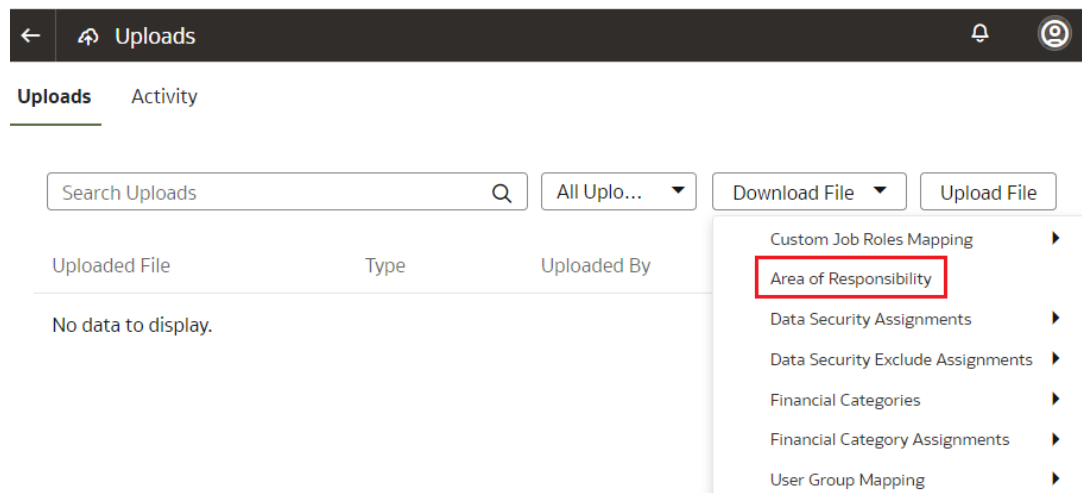 Uploads
Uploads Activity
Search Uploads All Uplo... Download File Upload File
Custom Job Roles Mapping
Uploaded File Type Uploaded By
Area of Responsibility
No data to display.
Data Security Assignments
Data Security Exclude Assignments
Financial Categories
Financial Category Assignments
User Group Mapping